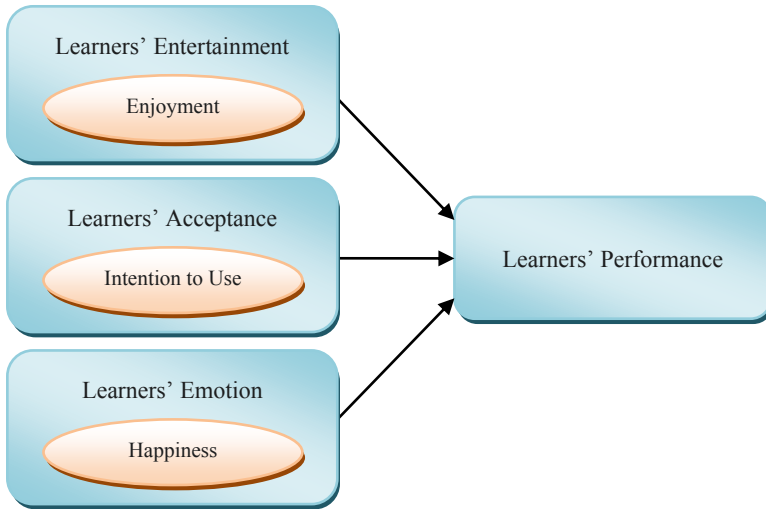 Learners’ Entertainment
Enjoyment
Learners’ Acceptance
Intention to Use
Learners’ Emotion
Happiness
Learners’ Performance